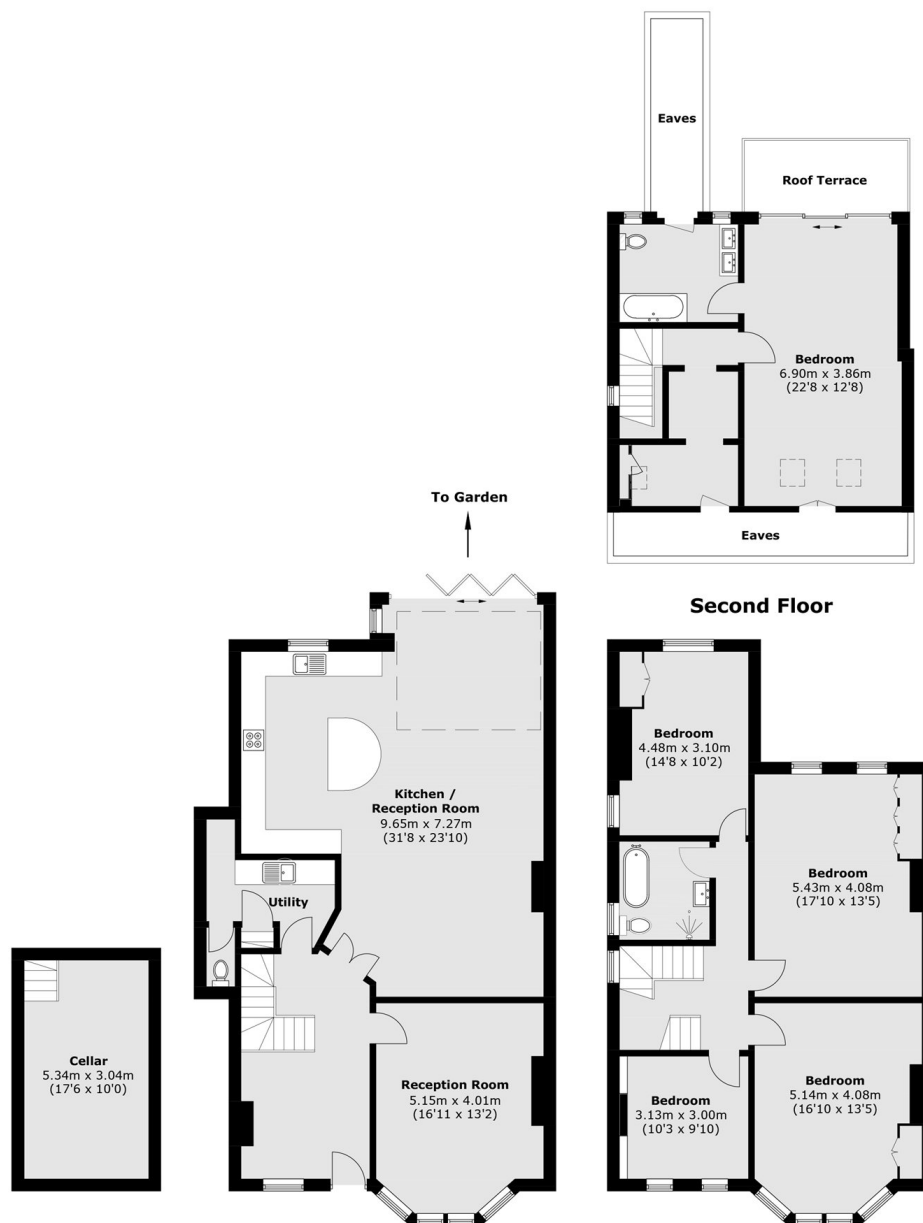 Eaves
Roof Terrace
Bedroom
6.90m x 3.86m
(22'8 x 12'8)
Eaves
Second Floor
To Garden
Kitchen /
Reception Room
9.65m x 7.27m
(31'8 x 23'10)
Utility
Cellar
5.34m x 3.04m
(17'6 x 10'0)
Reception Room
5.15m x 4.01m
(16'11 x 13'2)
Bedroom
4.48m x 3.10m
(14'8 x 10'2)
Bedroom
5.43m x 4.08m
(17'10 x 13'5)
Bedroom
5.14m x 4.08m
(16'10 x 13'5)
Bedroom
3.13m x 3.00m
(10'3 x 9'10)